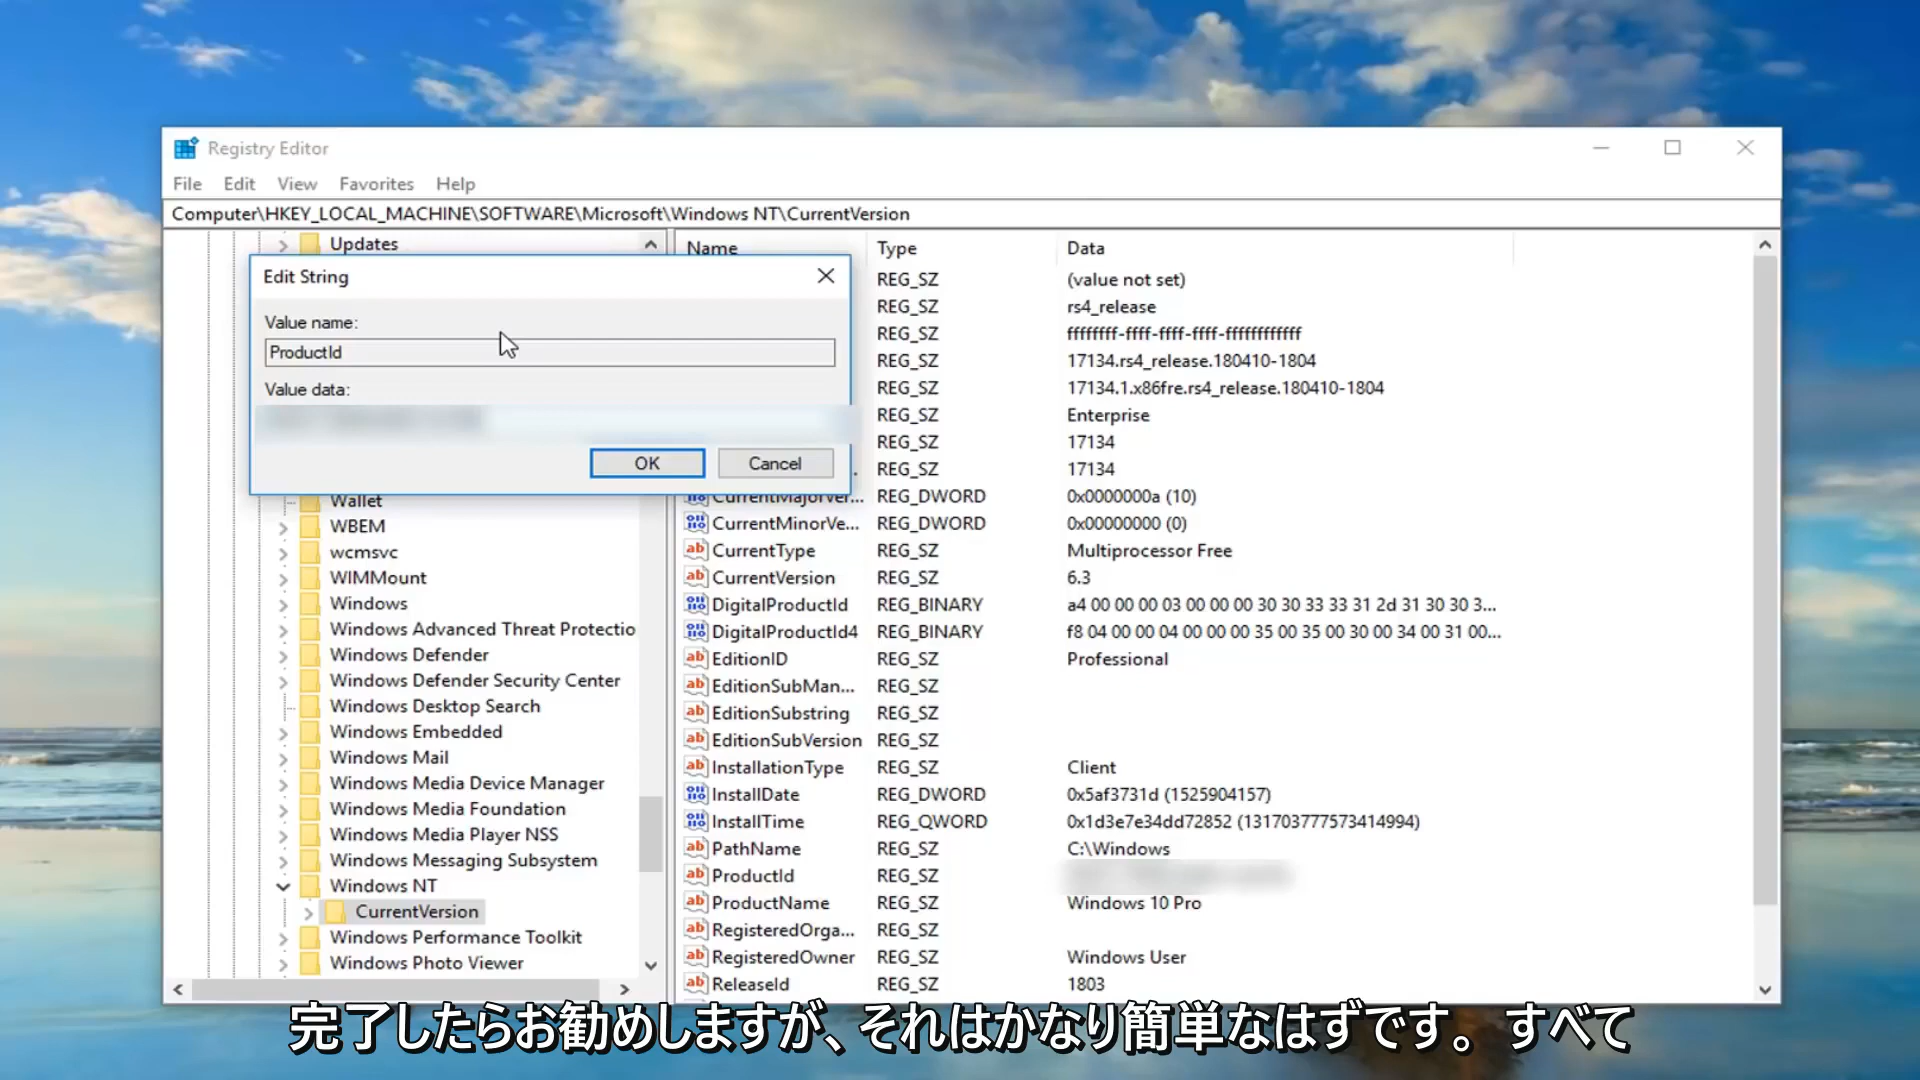 Registry Editor
File Edit View Favorites Help
Computer\HKEY_LOCAL_MACHINE\SOFTWARE\Microsoft\Windows NT\CurrentVersion
Updates
Edit String
Value name:
ProductId
Value data:
OK Cancel
Wallet
WBEM
wcmsvc
WIMMount
Windows
Windows Advanced Threat Protectio
Windows Defender
Windows Defender Security Center
Windows Desktop Search
Windows Embedded
Windows Mail
Windows Media Device Manager
Windows Media Foundation
Windows Media Player NSS
Windows Messaging Subsystem
Windows NT
CurrentVersion
Windows Performance Toolkit
Windows Photo Viewer
Name Type Data
REG_SZ (value not set)
REG_SZ rs4_release
REG_SZ ffffffff-ffff-ffff-ffff-ffffffffffff
REG_SZ 17134.rs4_release.180410-1804
REG_SZ 17134.1.x86fre.rs4_release.180410-1804
REG_SZ Enterprise
REG_SZ 17134
REG_SZ 17134
CurrentMajorVer... REG_DWORD 0x0000000a (10)
CurrentMinorVe... REG_DWORD 0x00000000 (0)
CurrentType REG_SZ Multiprocessor Free
CurrentVersion REG_SZ 6.3
DigitalProductId REG_BINARY a4 00 00 00 03 00 00 00 30 30 33 33 31 2d 31 30 30 3...
DigitalProductId4 REG_BINARY f8 04 00 00 04 00 00 00 35 00 35 00 30 00 34 00 31 00...
EditionID REG_SZ Professional
EditionSubMan... REG_SZ
EditionSubstring REG_SZ
EditionSubVersion REG_SZ
InstallationType REG_SZ Client
InstallDate REG_DWORD 0x5af3731d (1525904157)
InstallTime REG_QWORD 0x1d3e7e34dd72852 (131703777573414994)
PathName REG_SZ C:\Windows
ProductId REG_SZ
ProductName REG_SZ Windows 10 Pro
RegisteredOrga... REG_SZ
RegisteredOwner REG_SZ Windows User
ReleaseId REG_SZ 1803
完了したらお勧めしますが、それはかなり簡単なはずです。すべて